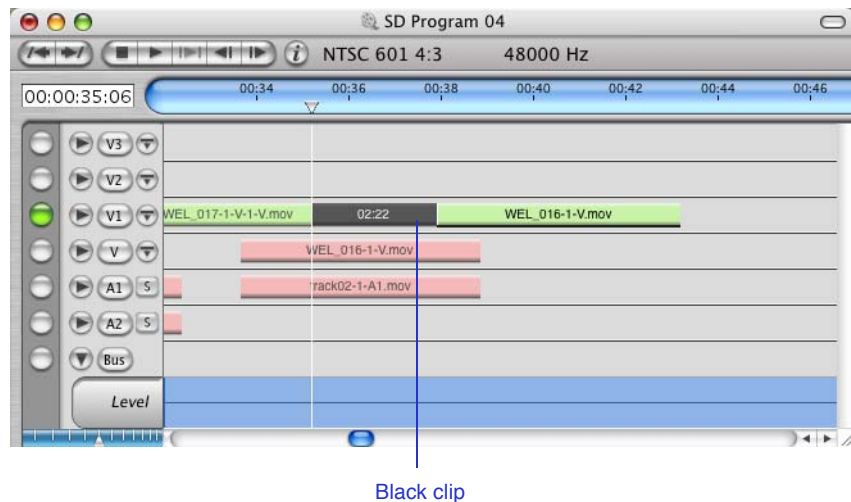 SD Program 04
NTSC 601 4:3 48000 Hz
00:00:35:06 00:34 00:36 00:38 00:40 00:42 00:44 00:46
V3
V2
V1 WEL_017-1-V-1-V.mov 02:22 WEL_016-1-V.mov
V WEL_016-1-V.mov
A1 S track02-1-A1.mov
A2 S
Bus
Level
Black clip